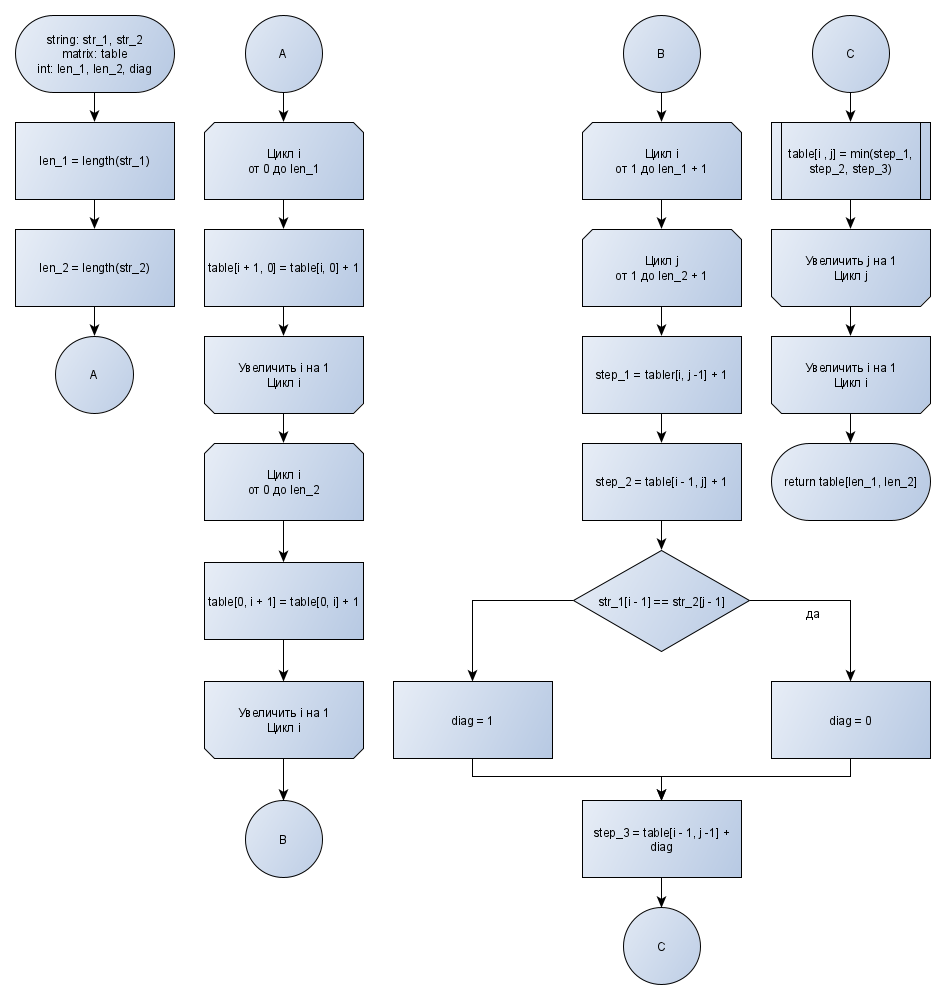 string: str_1, str_2
matrix: table
int: len_1, len_2, diag
len_1 = length(str_1)
len_2 = length(str_2)
A
A
Цикл i
от 0 до len_1
table[i + 1, 0] = table[i, 0] + 1
Увеличить i на 1
Цикл i
Цикл i
от 0 до len_2
table[0, i + 1] = table[0, i] + 1
Увеличить i на 1
Цикл i
B
B
Цикл i
от 1 до len_1 + 1
Цикл j
от 1 до len_2 + 1
step_1 = tabler[i, j -1] + 1
step_2 = table[i - 1, j] + 1
str_1[i - 1] == str_2[j - 1]
да
diag = 1
diag = 0
step_3 = table[i - 1, j -1] +
diag
C
C
table[i , j] = min(step_1,
step_2, step_3)
Увеличить j на 1
Цикл j
Увеличить i на 1
Цикл i
return table[len_1, len_2]